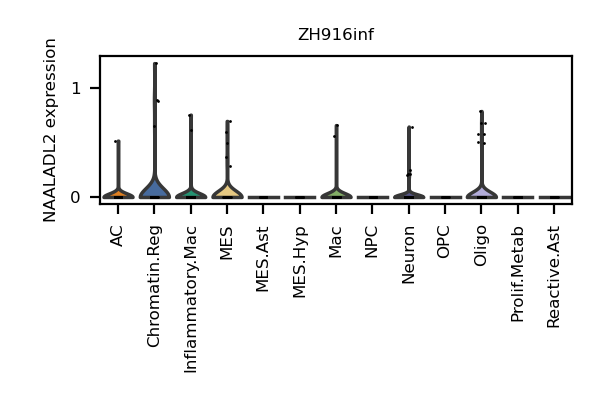 ZH916inf
NAALADL2 expression
1
0
AC
Chromatin.Reg
Inflammatory.Mac
MES
MES.Ast
MES.Hyp
Mac
NPC
Neuron
OPC
Oligo
Prolif.Metab
Reactive.Ast